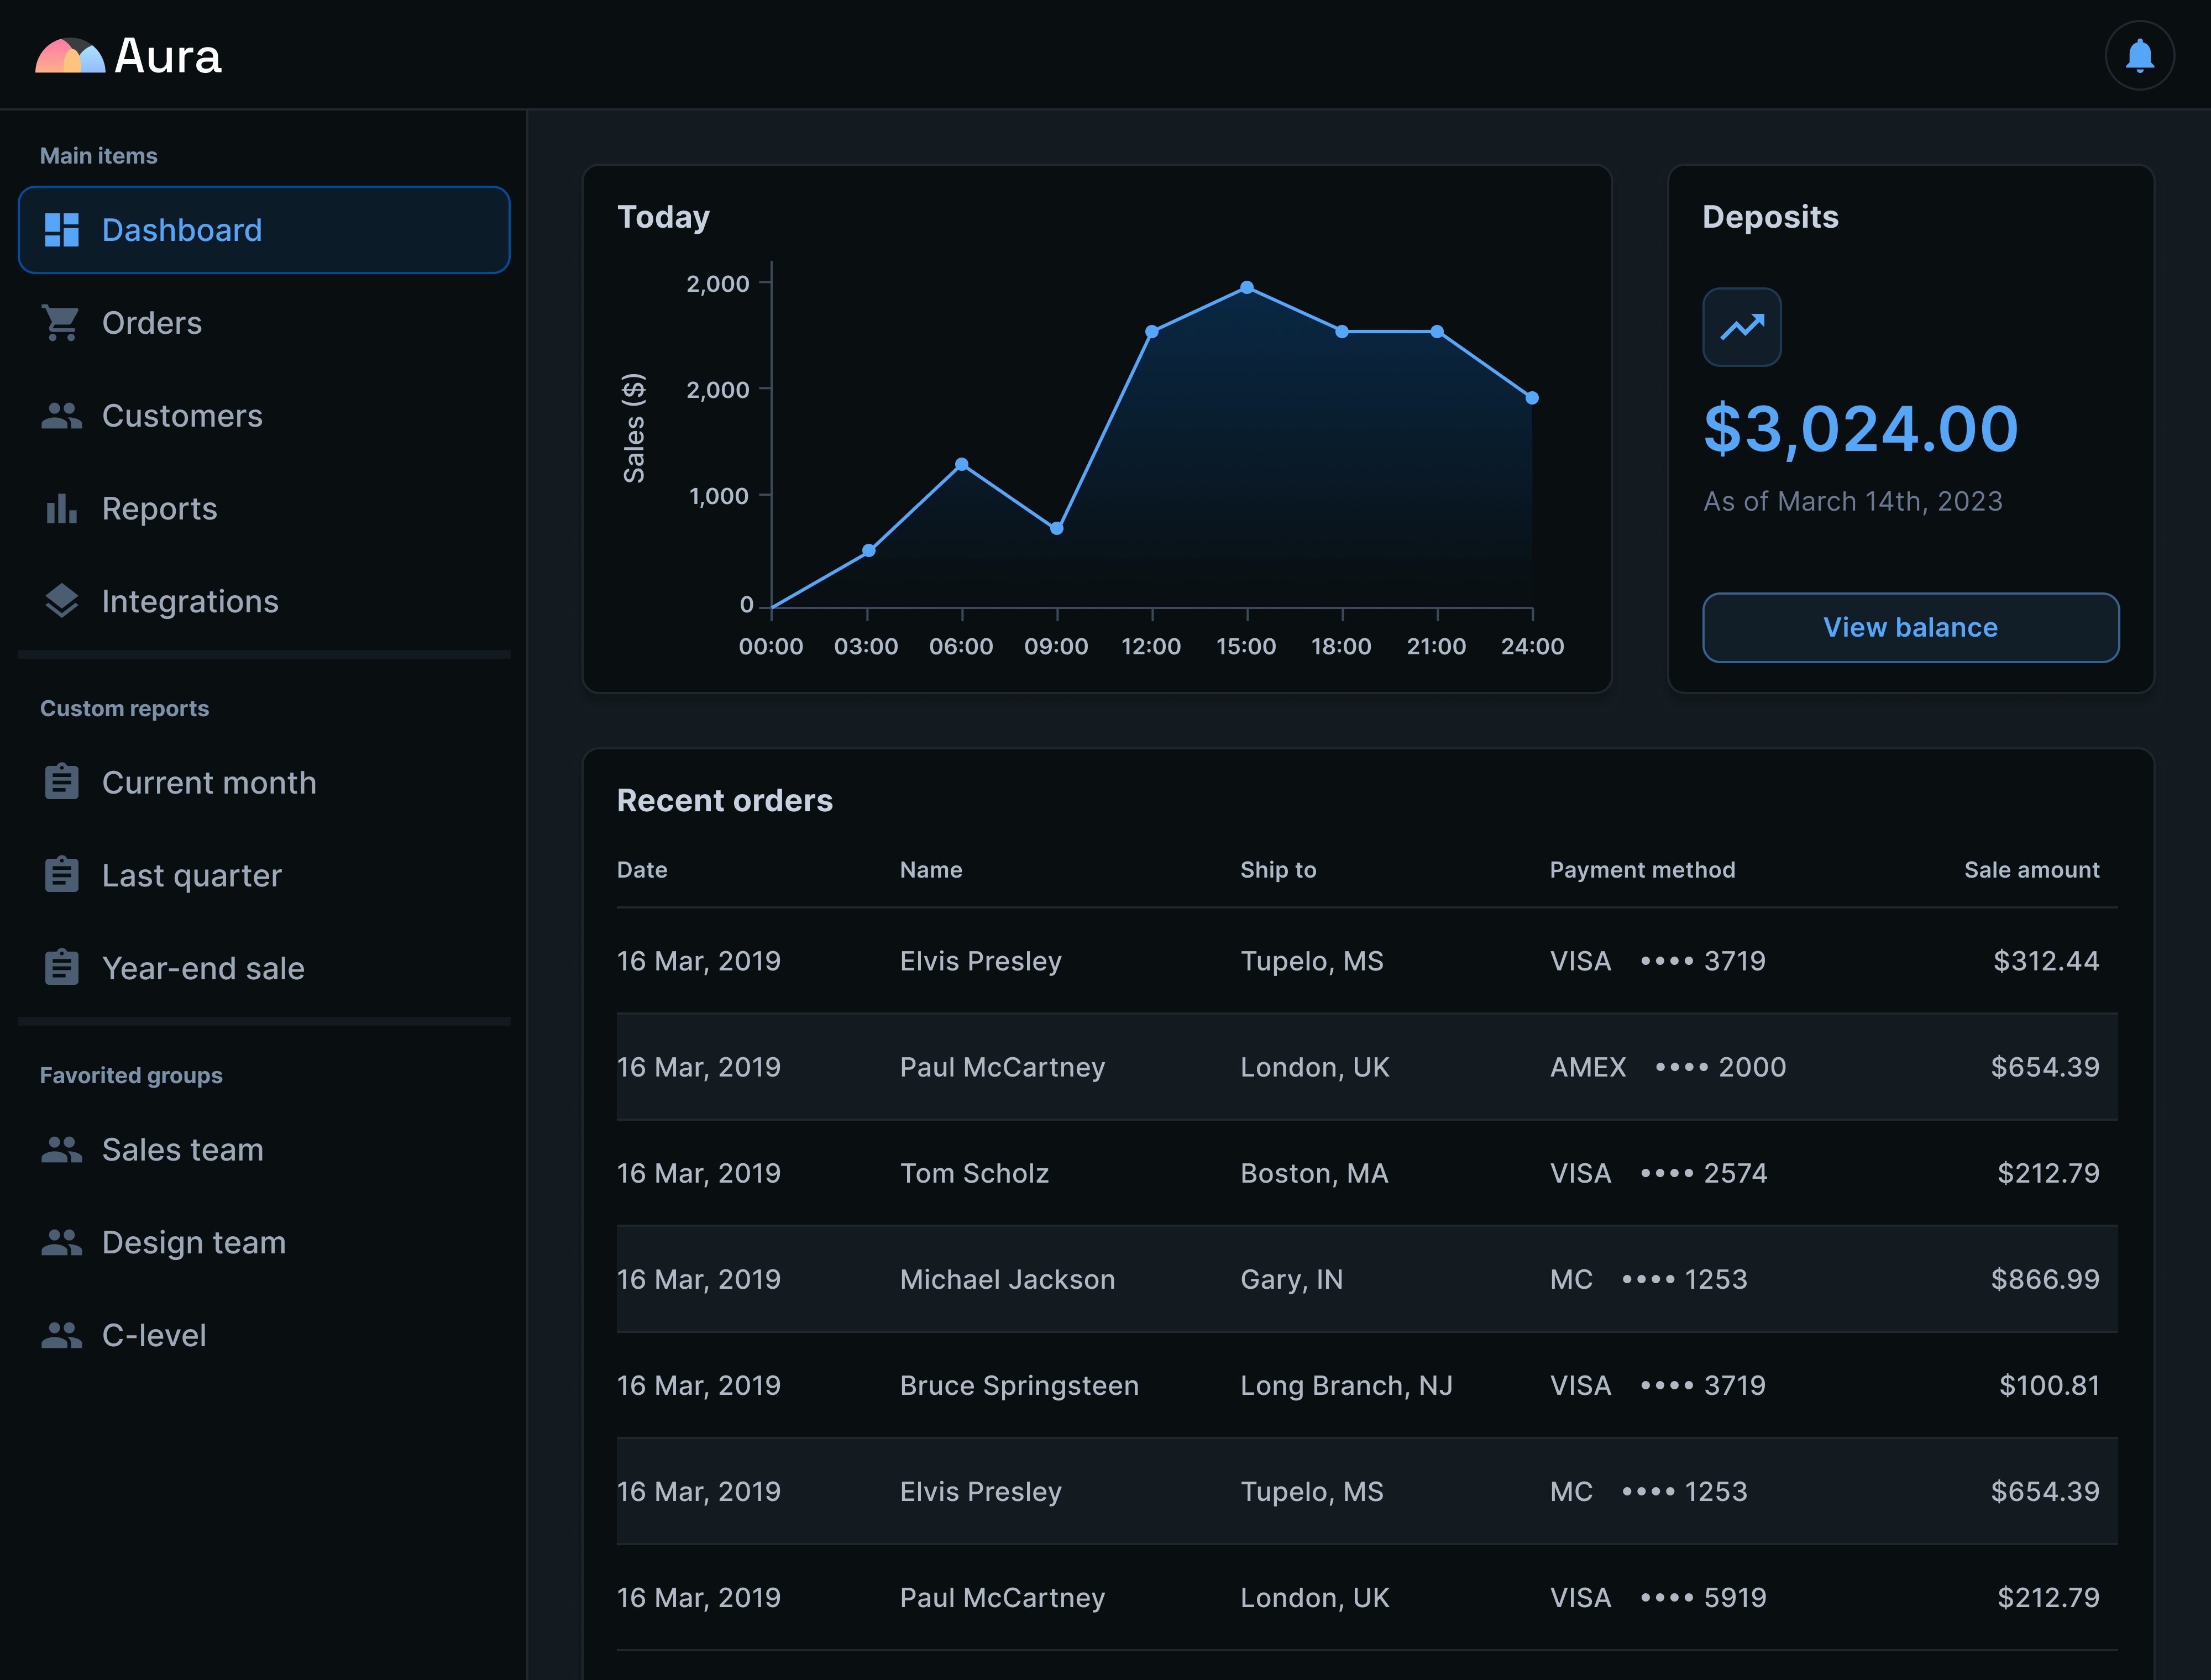 Aura
Main items
Dashboard
Orders
Customers
Reports
Integrations
Custom reports
Current month
Last quarter
Year-end sale
Favorited groups
Sales team
Design team
C-level
Today
Sales ($)
2,000
2,000
1,000
0
00:00 03:00 06:00 09:00 12:00 15:00 18:00 21:00 24:00
Deposits
$3,024.00
As of March 14th, 2023
View balance
Recent orders
Date Name Ship to Payment method Sale amount
16 Mar, 2019 Elvis Presley Tupelo, MS VISA •••• 3719 $312.44
16 Mar, 2019 Paul McCartney London, UK AMEX •••• 2000 $654.39
16 Mar, 2019 Tom Scholz Boston, MA VISA •••• 2574 $212.79
16 Mar, 2019 Michael Jackson Gary, IN MC •••• 1253 $866.99
16 Mar, 2019 Bruce Springsteen Long Branch, NJ VISA •••• 3719 $100.81
16 Mar, 2019 Elvis Presley Tupelo, MS MC •••• 1253 $654.39
16 Mar, 2019 Paul McCartney London, UK VISA •••• 5919 $212.79